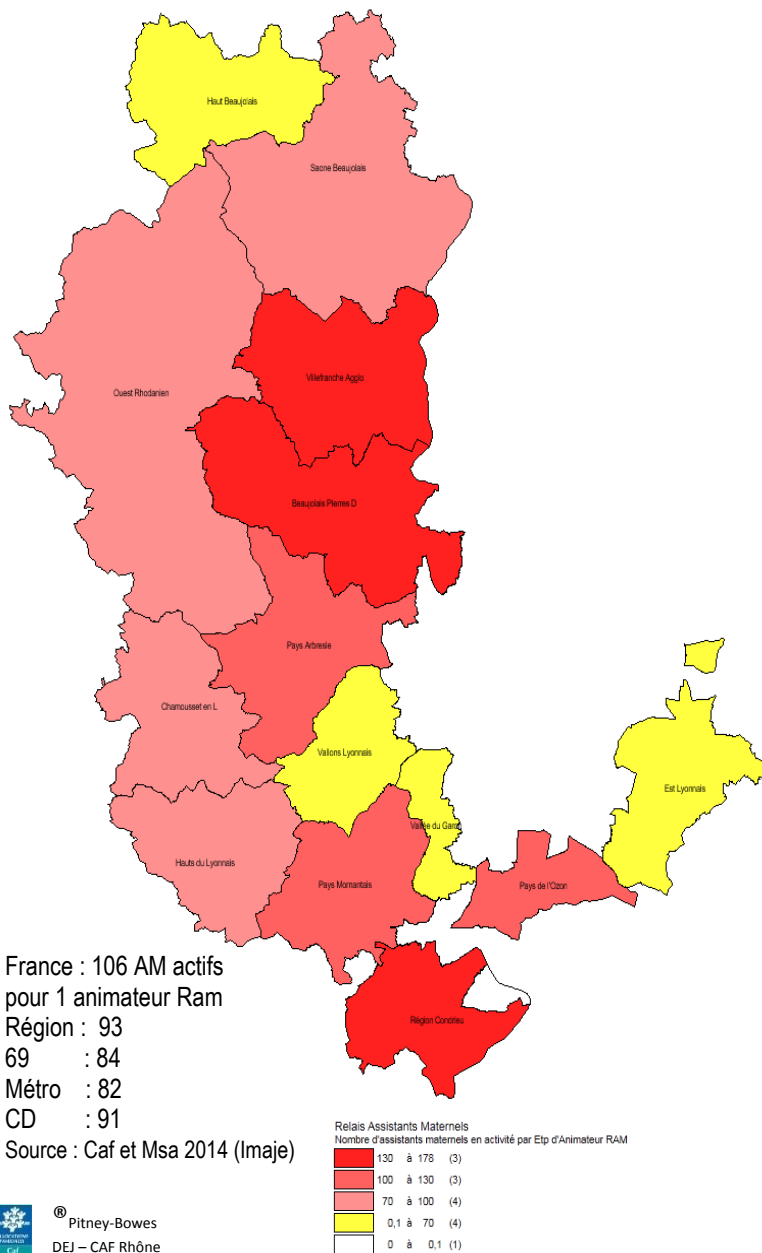 Haut Beaujolais
Saone Beaujolais
Villefranche Agglo
Ouest Rhodanien
Beaujolais Pierres D
Pays Arbresle
Chamousset en L
Vallons Lyonnais
Est Lyonnais
Vallée du Garon
Hauts du Lyonnais
Pays Mornantais
Pays de l'Ozon
Région Condrieu
France : 106 AM actifs
pour 1 animateur Ram
Région : 93
69 : 84
Métro : 82
CD : 91
Source : Caf et Msa 2014 (Imaje)
Relais Assistants Maternels
Nombre d'assistants maternels en activité par Etp d'Animateur RAM
130 à 178 (3)
100 à 130 (3)
70 à 100 (4)
0,1 à 70 (4)
0 à 0,1 (1)
ALLOCATIONS
FAMILIALES
Caf
® Pitney-Bowes
DEJ – CAF Rhône